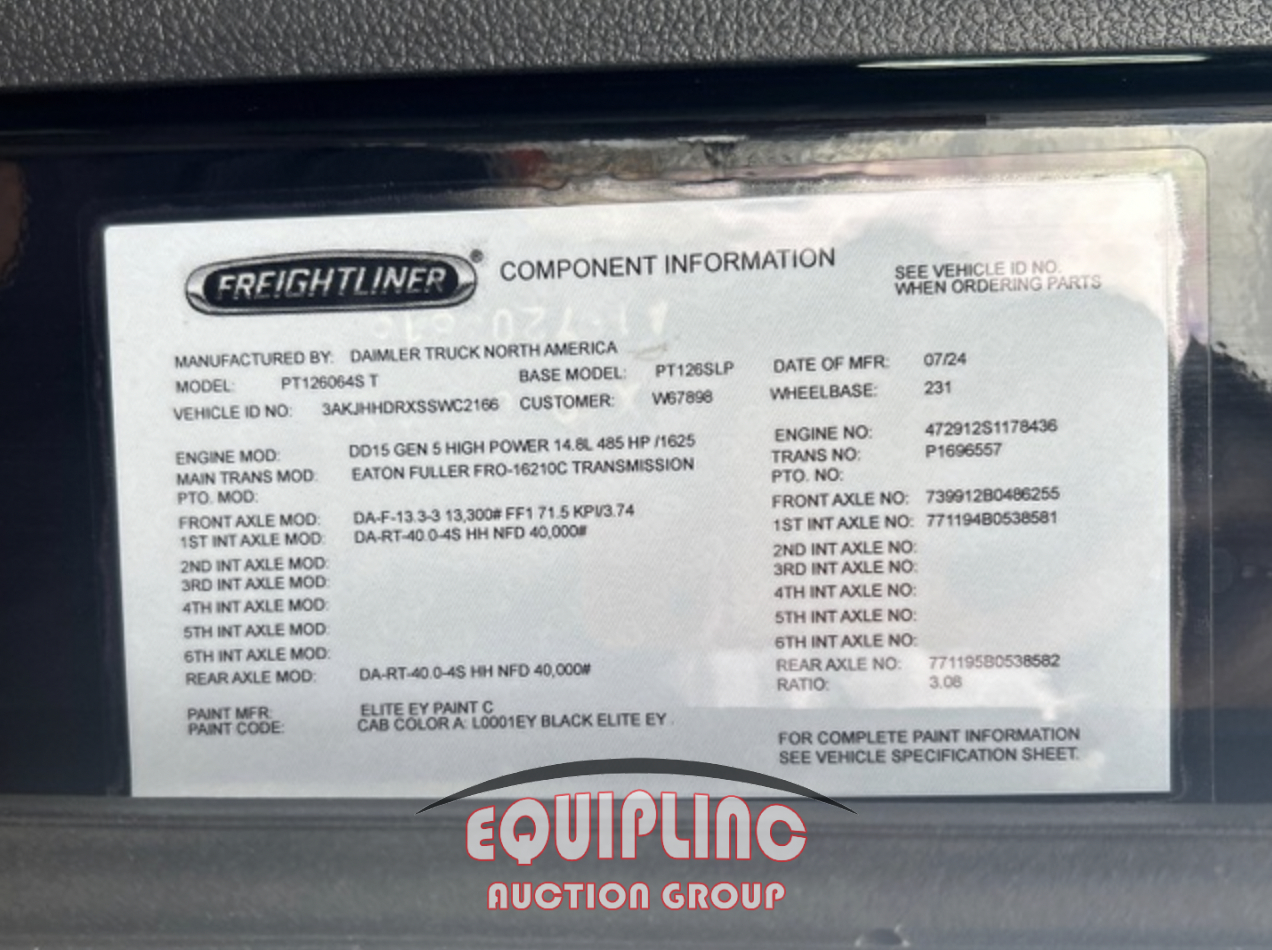 FREIGHTLINER® COMPONENT INFORMATION
SEE VEHICLE ID NO.
WHEN ORDERING PARTS
MANUFACTURED BY: DAIMLER TRUCK NORTH AMERICA
MODEL: PT126064S T BASE MODEL: PT126SLP DATE OF MFR: 07/24
VEHICLE ID NO: 3AKJHHDRXSSWC2166 CUSTOMER: W67898 WHEELBASE: 231
ENGINE MOD: DD15 GEN 5 HIGH POWER 14.8L 485 HP /1625 ENGINE NO: 472912S1178436
MAIN TRANS MOD: EATON FULLER FRO-16210C TRANSMISSION TRANS NO: P1696557
PTO. MOD: PTO. NO:
FRONT AXLE MOD: DA-F-13.3-3 13,300# FF1 71.5 KPI/3.74 FRONT AXLE NO: 739912B0486255
1ST INT AXLE MOD: DA-RT-40.0-4S HH NFD 40,000# 1ST INT AXLE NO: 771194B0538581
2ND INT AXLE MOD: 2ND INT AXLE NO:
3RD INT AXLE MOD: 3RD INT AXLE NO:
4TH INT AXLE MOD: 4TH INT AXLE NO:
5TH INT AXLE MOD: 5TH INT AXLE NO:
6TH INT AXLE MOD: 6TH INT AXLE NO:
REAR AXLE MOD: DA-RT-40.0-4S HH NFD 40,000# REAR AXLE NO: 771195B0538582
RATIO: 3.08
PAINT MFR: ELITE EY PAINT C
PAINT CODE: CAB COLOR A: L0001EY BLACK ELITE EY .
FOR COMPLETE PAINT INFORMATION
SEE VEHICLE SPECIFICATION SHEET.
EQUIPLINC
AUCTION GROUP